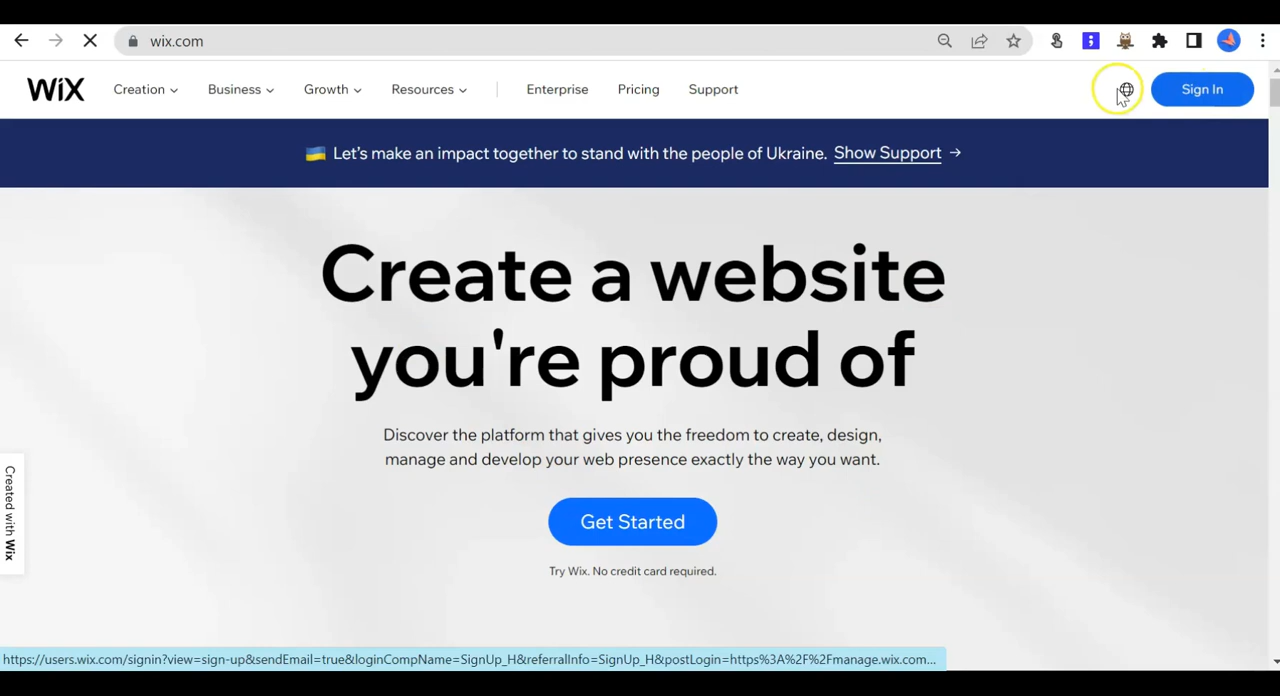 wix.com
WiX
Creation
Business
Growth
Resources
Enterprise
Pricing
Support
Sign In
Let's make an impact together to stand with the people of Ukraine. Show Support →
Create a website
you're proud of
Discover the platform that gives you the freedom to create, design,
manage and develop your web presence exactly the way you want.
Get Started
Try Wix. No credit card required.
Created with Wix
https://users.wix.com/signin?view=sign-up&sendEmail=true&loginCompName=SignUp_H&referralInfo=SignUp_H&postLogin=https%3A%2F%2Fmanage.wix.com...